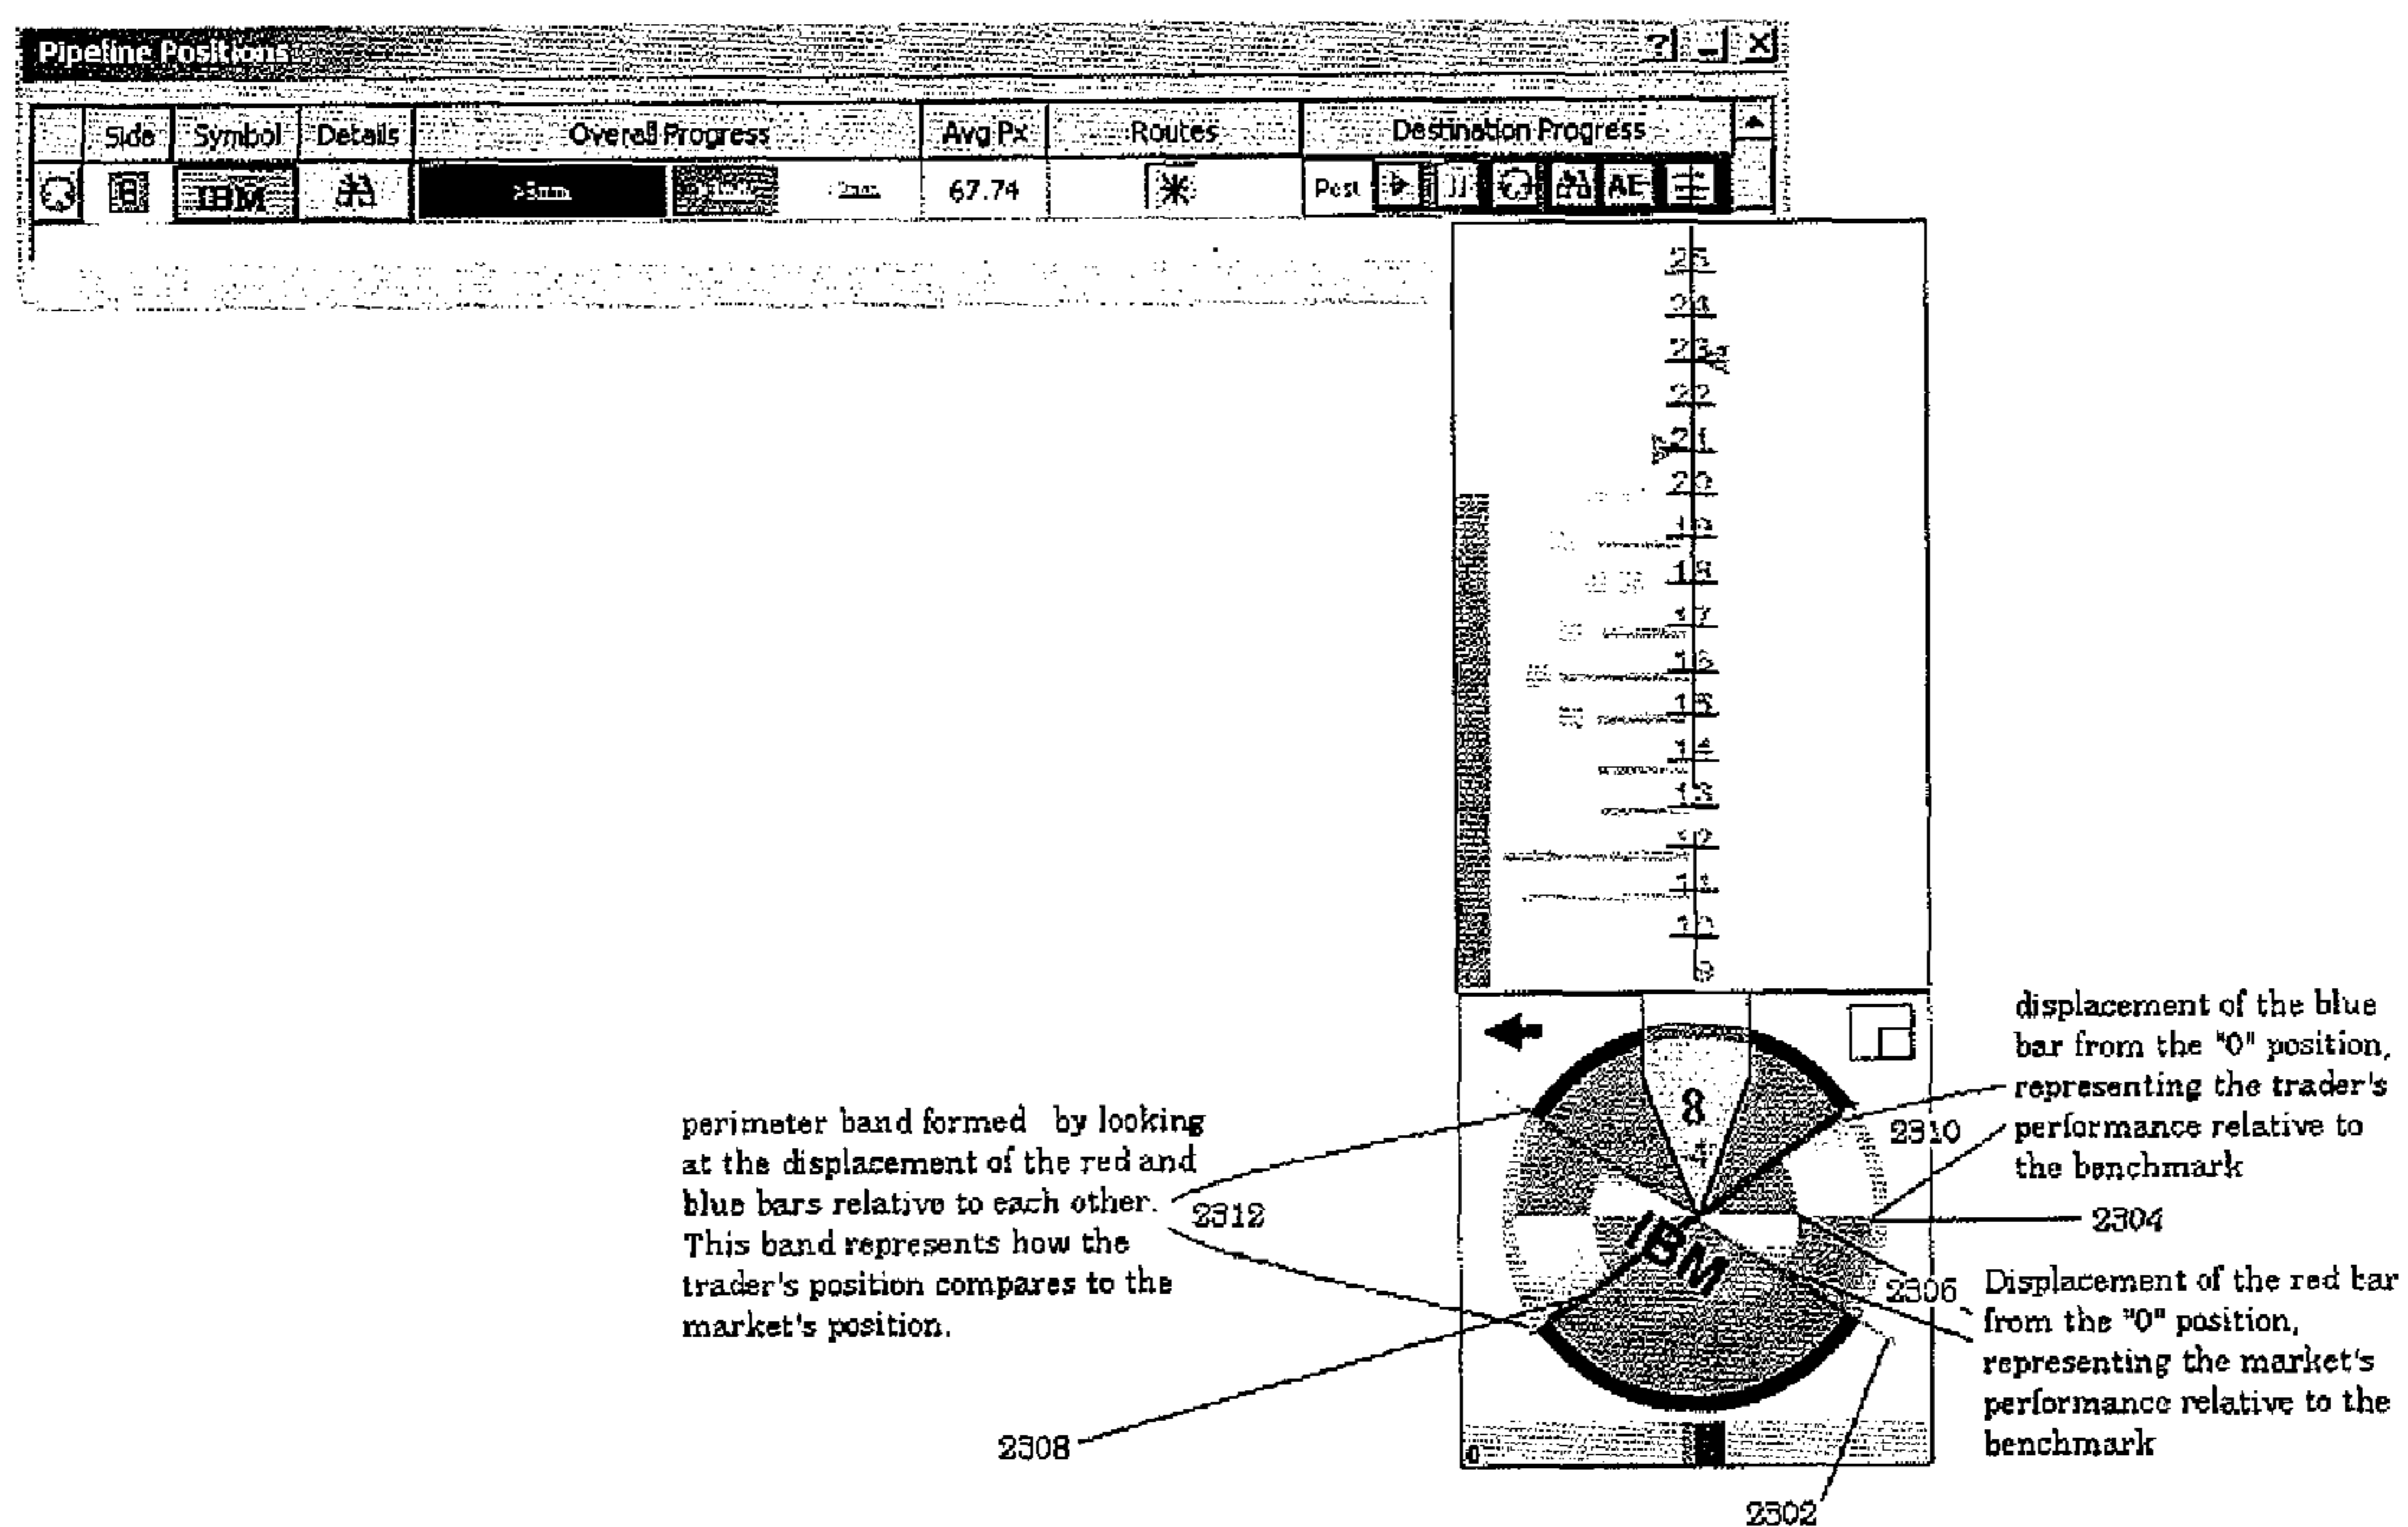 Pipeline Positions
Side Symbol Details Overall Progress Avg Px Routes Destination Progress
B IBM >8mm 67.74 Post AE
25
24
23
22
21
20
19
18
17
16
15
14
13
12
11
10
9
8
IBM
0
displacement of the blue
bar from the "0" position,
representing the trader's
performance relative to
the benchmark
2310
2304
2306
Displacement of the red bar
from the "0" position,
representing the market's
performance relative to the
benchmark
perimeter band formed by looking
at the displacement of the red and
blue bars relative to each other.
This band represents how the
trader's position compares to the
market's position.
2312
2308
2302